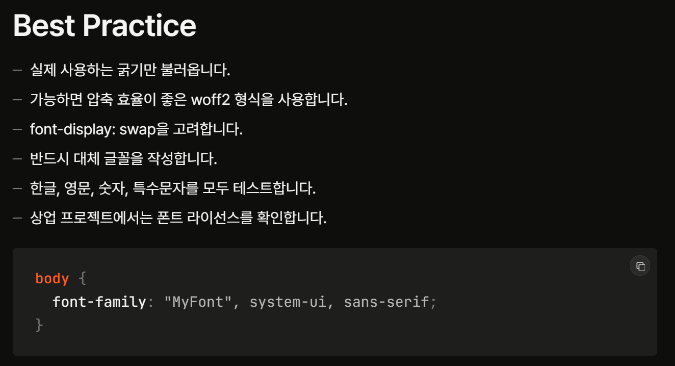 Best Practice
— 실제 사용하는 굵기만 불러옵니다.
— 가능하면 압축 효율이 좋은 woff2 형식을 사용합니다.
— font-display: swap을 고려합니다.
— 반드시 대체 글꼴을 작성합니다.
— 한글, 영문, 숫자, 특수문자를 모두 테스트합니다.
— 상업 프로젝트에서는 폰트 라이선스를 확인합니다.
body {
  font-family: "MyFont", system-ui, sans-serif;
}